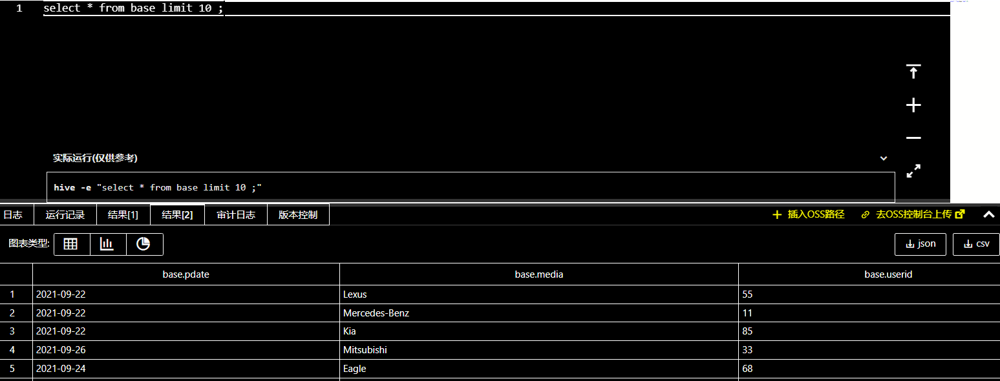 1 select * from base limit 10 ;
实际运行(仅供参考)
hive -e "select * from base limit 10 ;"
日志 运行记录 结果[1] 结果[2] 审计日志 版本控制 插入OSS路径 去OSS控制台上传
图表类型: json csv
base.pdate base.media base.userid
1 2021-09-22 Lexus 55
2 2021-09-22 Mercedes-Benz 11
3 2021-09-22 Kia 85
4 2021-09-26 Mitsubishi 33
5 2021-09-24 Eagle 68